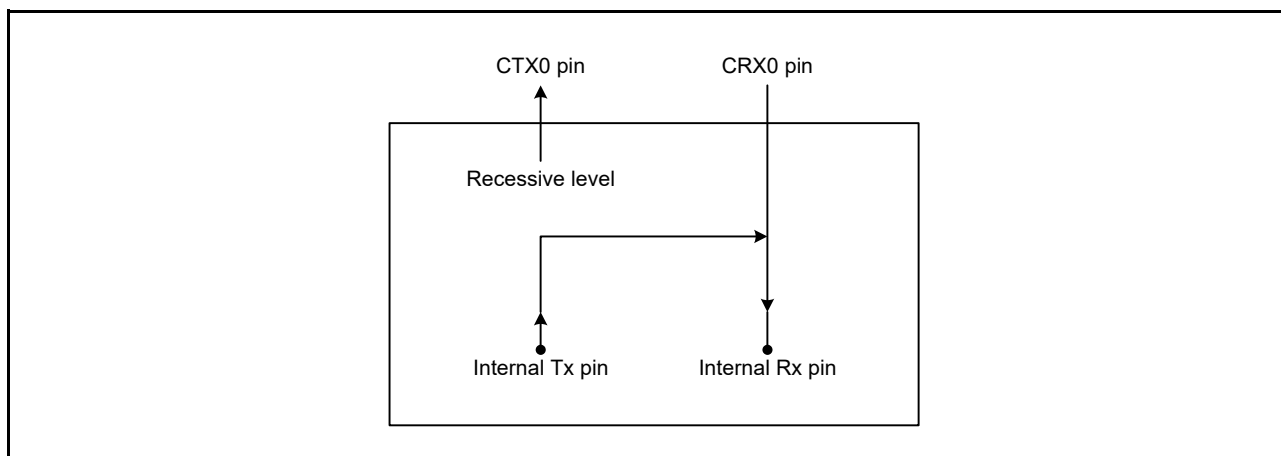 CTX0 pin
CRX0 pin
Recessive level
Internal Tx pin
Internal Rx pin